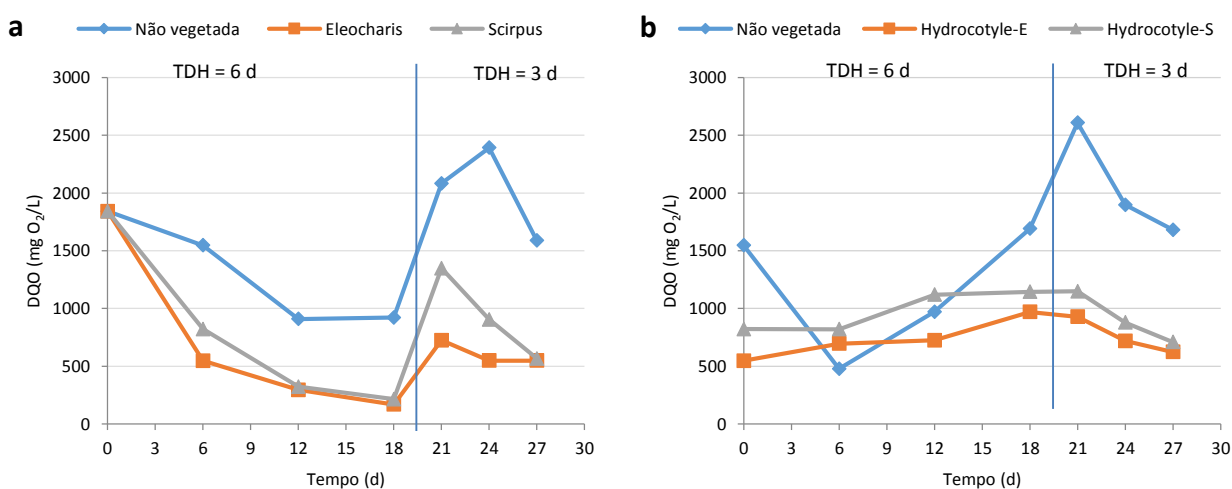 a
Não vegetada Eleocharis Scirpus
TDH = 6 d TDH = 3 d
3000
2500
2000
1500
1000
500
0
DQO (mg O₂/L)
0 3 6 9 12 15 18 21 24 27 30
Tempo (d)
b
Não vegetada Hydrocotyle-E Hydrocotyle-S
TDH = 6 d TDH = 3 d
3000
2500
2000
1500
1000
500
0
DQO (mg O₂/L)
0 3 6 9 12 15 18 21 24 27 30
Tempo (d)